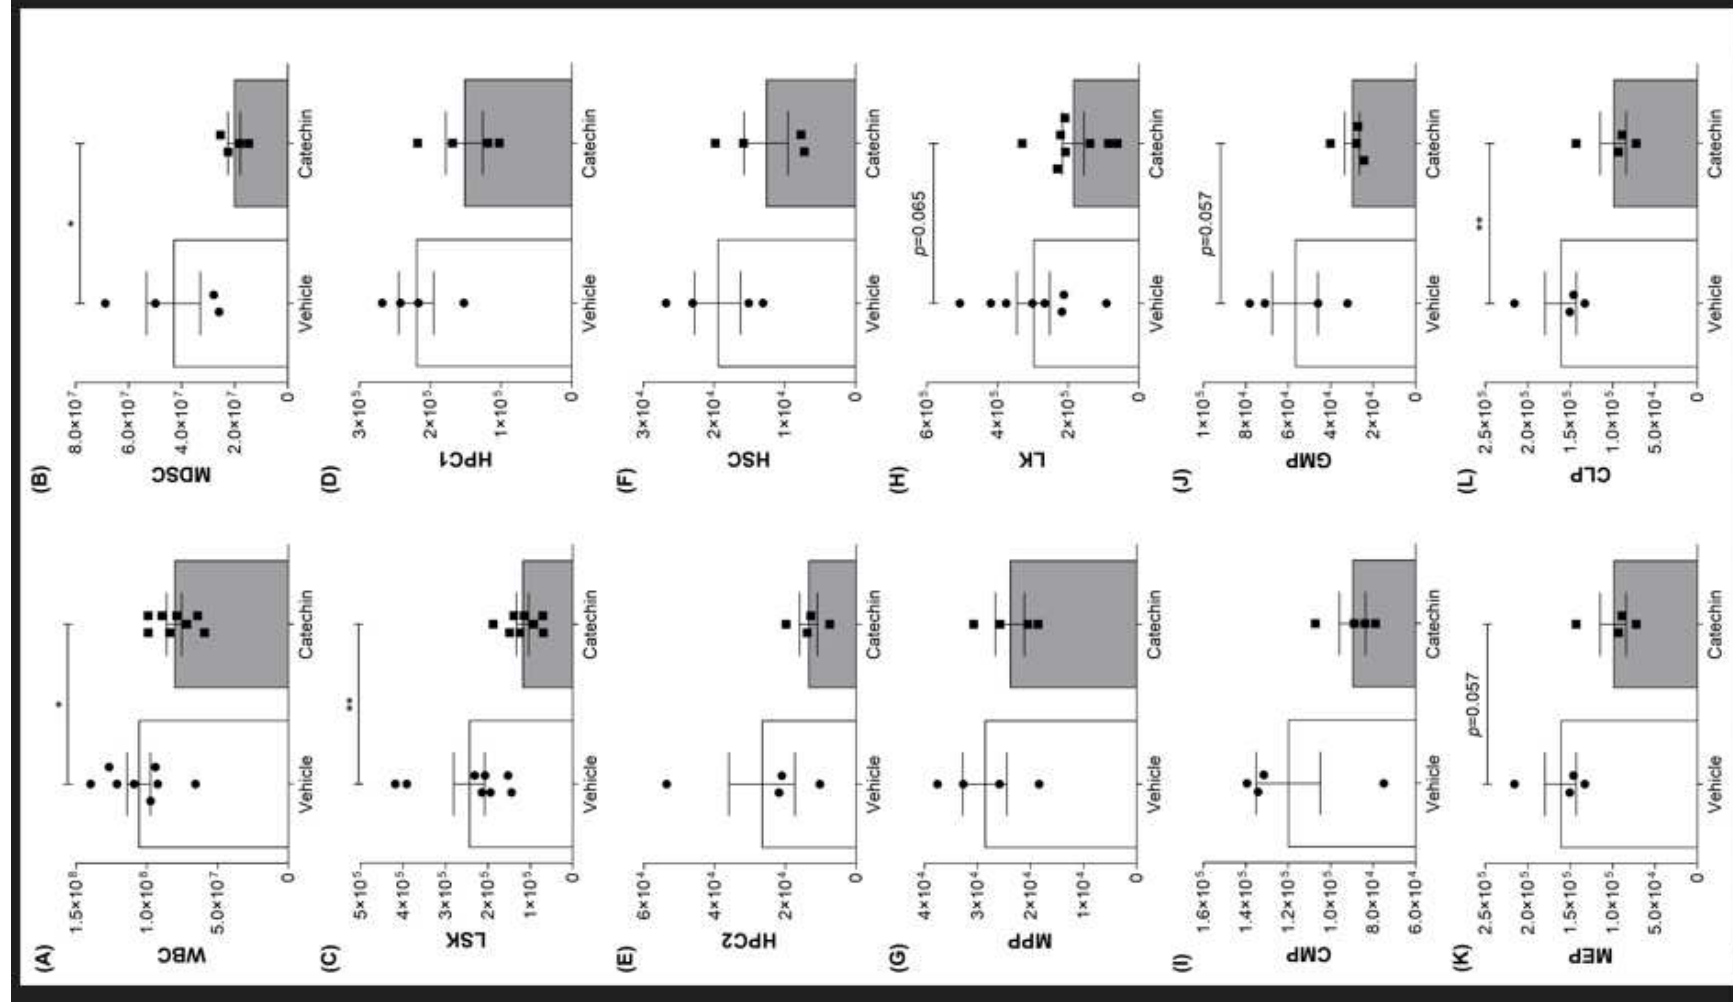 (A)
*
1.5×10⁸
1.0×10⁸
5.0×10⁷
0
WBC
Vehicle Catechin
(B)
*
8.0×10⁷
6.0×10⁷
4.0×10⁷
2.0×10⁷
0
MDSC
Vehicle Catechin
(C)
**
5×10⁵
4×10⁵
3×10⁵
2×10⁵
1×10⁵
0
LSK
Vehicle Catechin
(D)
3×10⁵
2×10⁵
1×10⁵
0
HPC1
Vehicle Catechin
(E)
6×10⁴
4×10⁴
2×10⁴
0
HPC2
Vehicle Catechin
(F)
3×10⁴
2×10⁴
1×10⁴
0
HSC
Vehicle Catechin
(G)
4×10⁴
3×10⁴
2×10⁴
1×10⁴
0
MPP
Vehicle Catechin
(H)
p=0.065
6×10⁵
4×10⁵
2×10⁵
0
LK
Vehicle Catechin
(I)
1.6×10⁵
1.4×10⁵
1.2×10⁵
1.0×10⁵
8.0×10⁴
6.0×10⁴
CMP
Vehicle Catechin
(J)
p=0.057
1×10⁵
8×10⁴
6×10⁴
4×10⁴
2×10⁴
0
GMP
Vehicle Catechin
(K)
p=0.057
2.5×10⁵
2.0×10⁵
1.5×10⁵
1.0×10⁵
5.0×10⁴
0
MEP
Vehicle Catechin
(L)
**
2.5×10⁵
2.0×10⁵
1.5×10⁵
1.0×10⁵
5.0×10⁴
0
CLP
Vehicle Catechin